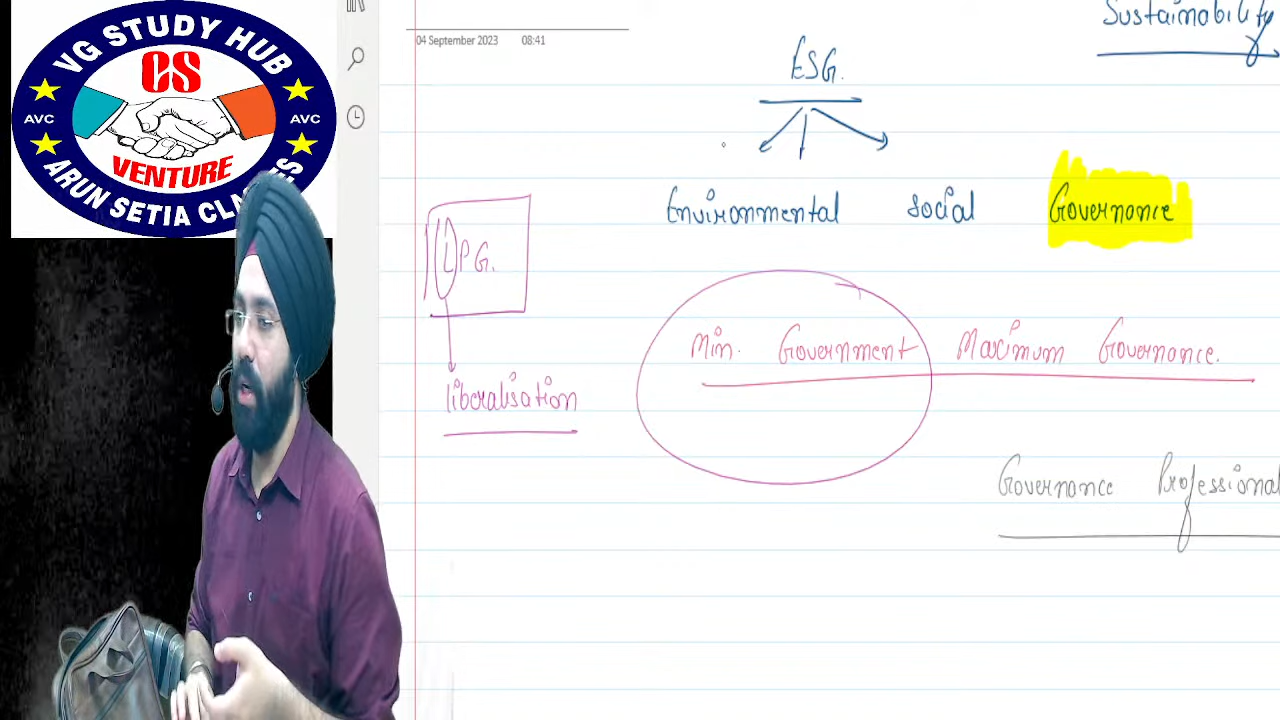 VG STUDY HUB
CS
AVC AVC
VENTURE
ARUN SETIA CLASSES
04 September 2023 08:41
Sustainability
ESG.
Environmental Social Governance
LPG.
liberalisation
Min. Government Maximum Governance.
Governance Professional